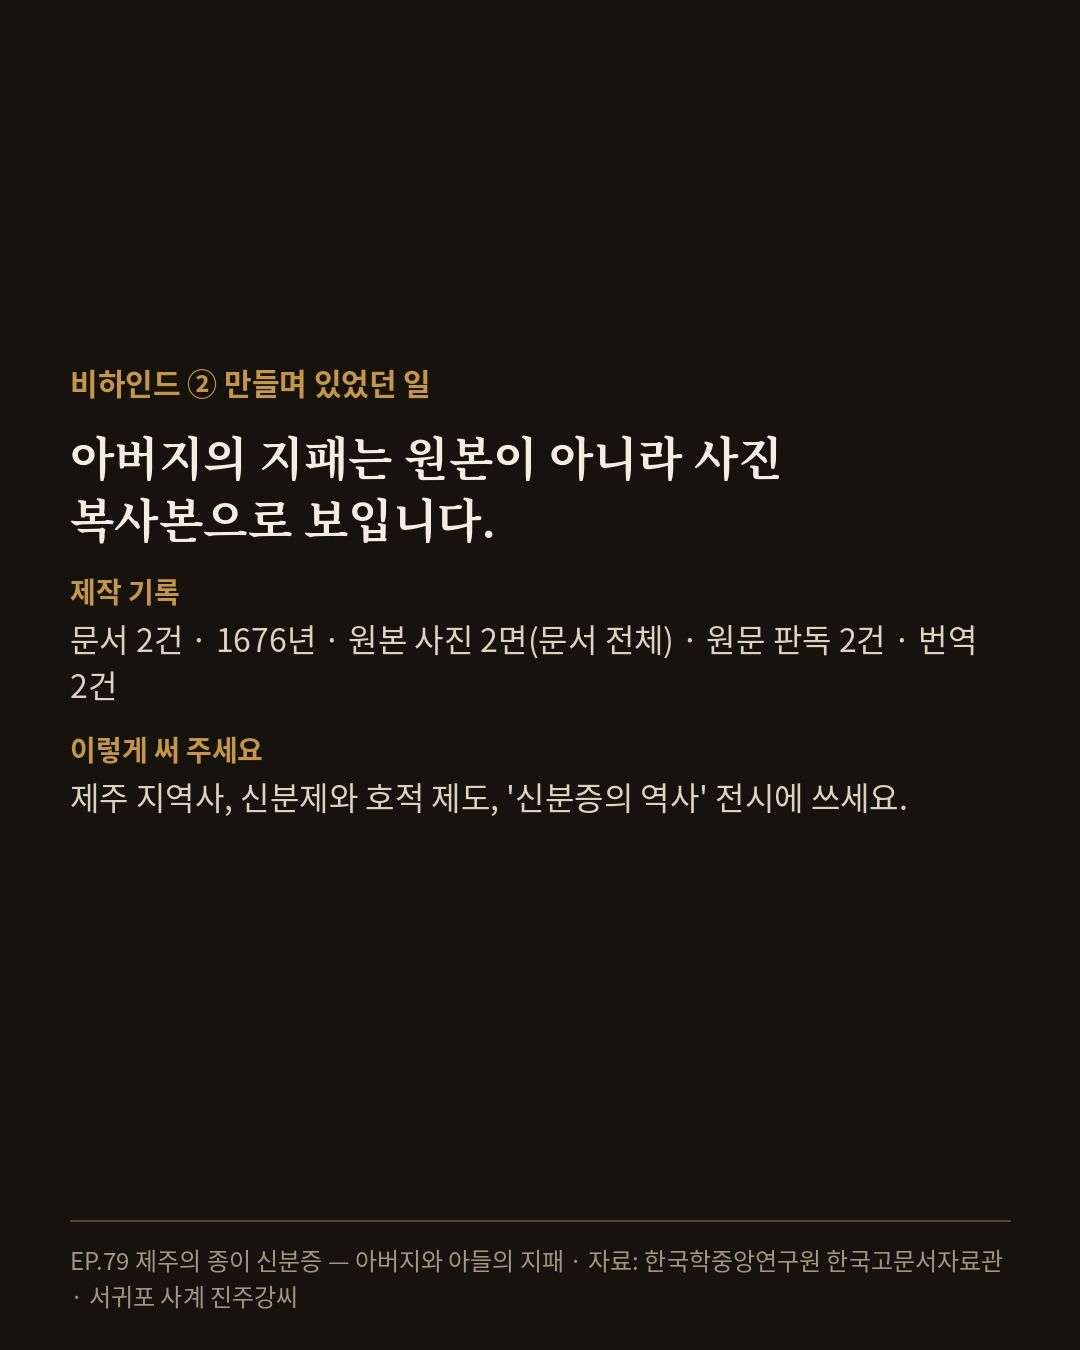 비하인드 ② 만들며 있었던 일
아버지의 지패는 원본이 아니라 사진
복사본으로 보입니다.
제작 기록
문서 2건 · 1676년 · 원본 사진 2면(문서 전체) · 원문 판독 2건 · 번역
2건
이렇게 써 주세요
제주 지역사, 신분제와 호적 제도, '신분증의 역사' 전시에 쓰세요.
EP.79 제주의 종이 신분증 — 아버지와 아들의 지패 · 자료: 한국학중앙연구원 한국고문서자료관
· 서귀포 사계 진주강씨